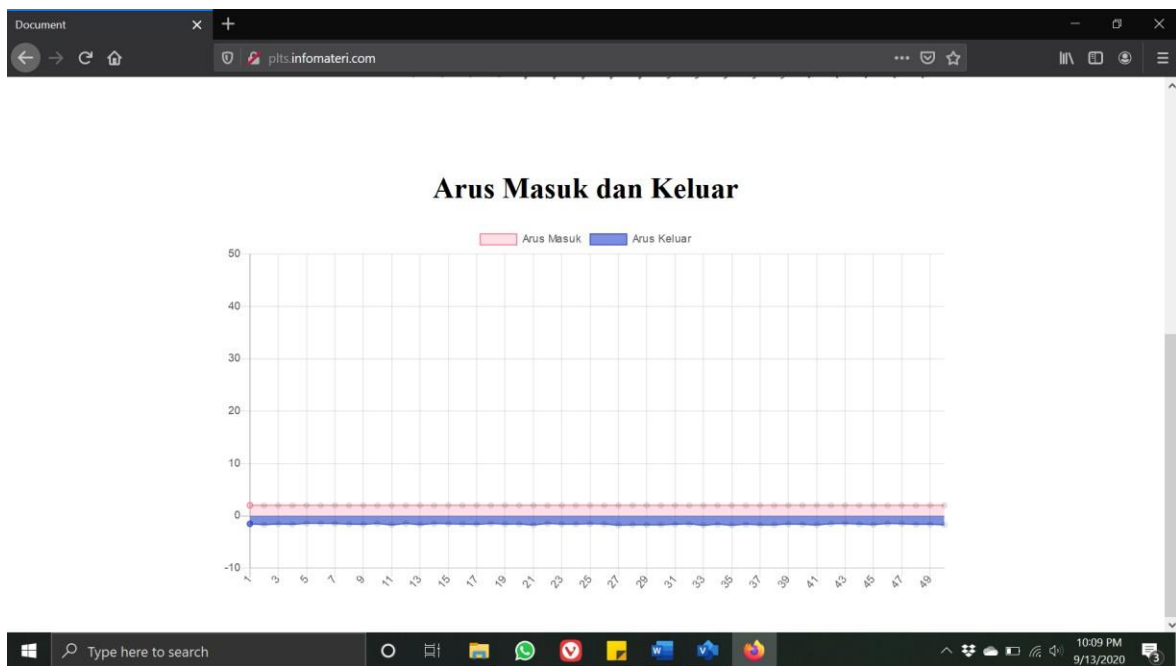 Document
plts.infomateri.com
Arus Masuk dan Keluar
Arus Masuk Arus Keluar
50
40
30
20
10
0
-10
1 3 5 7 9 11 13 15 17 19 21 23 25 27 29 31 33 35 37 39 41 43 45 47 49
Type here to search
10:09 PM
9/13/2020
3